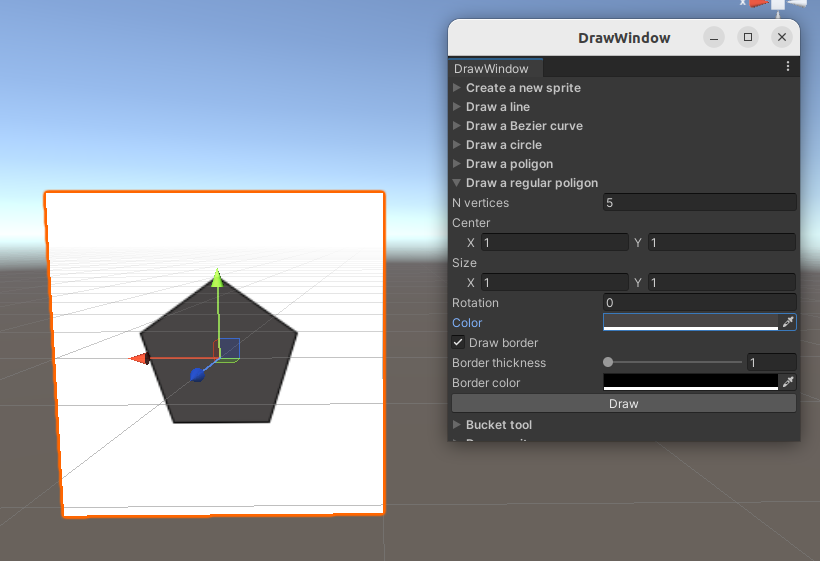 x
DrawWindow
DrawWindow
Create a new sprite
Draw a line
Draw a Bezier curve
Draw a circle
Draw a poligon
Draw a regular poligon
N vertices 5
Center
X 1 Y 1
Size
X 1 Y 1
Rotation 0
Color
Draw border
Border thickness 1
Border color
Draw
Bucket tool